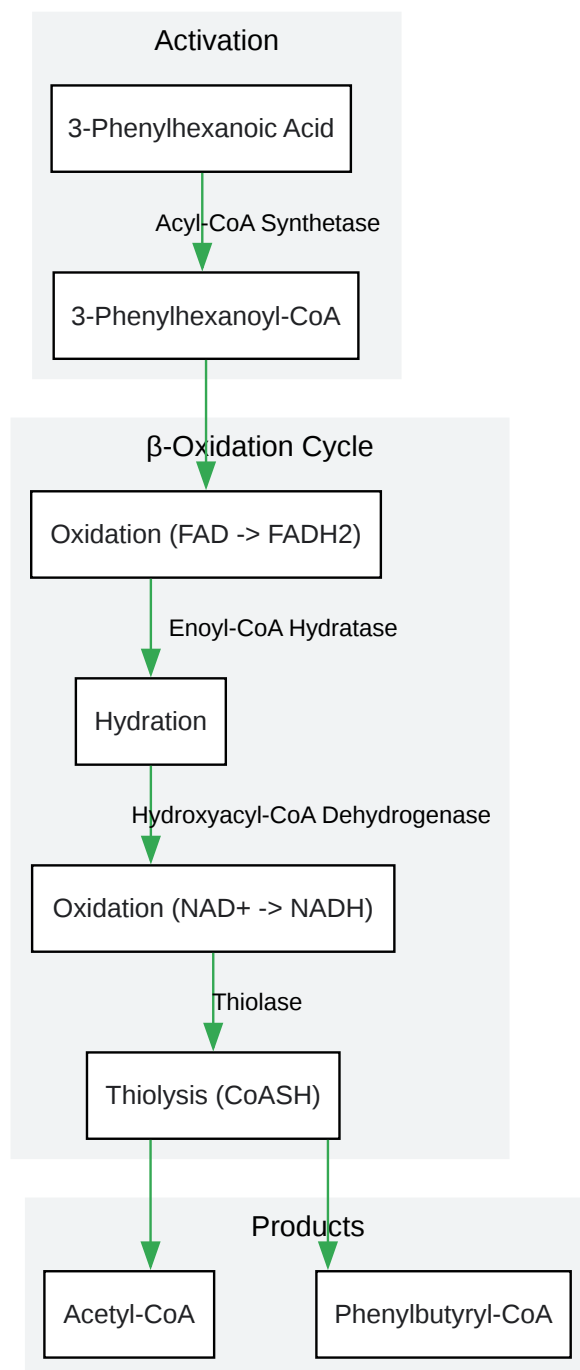 Activation
3-Phenylhexanoic Acid
Acyl-CoA Synthetase
3-Phenylhexanoyl-CoA
β-Oxidation Cycle
Oxidation (FAD -> FADH2)
Enoyl-CoA Hydratase
Hydration
Hydroxyacyl-CoA Dehydrogenase
Oxidation (NAD+ -> NADH)
Thiolase
Thiolysis (CoASH)
Products
Acetyl-CoA
Phenylbutyryl-CoA